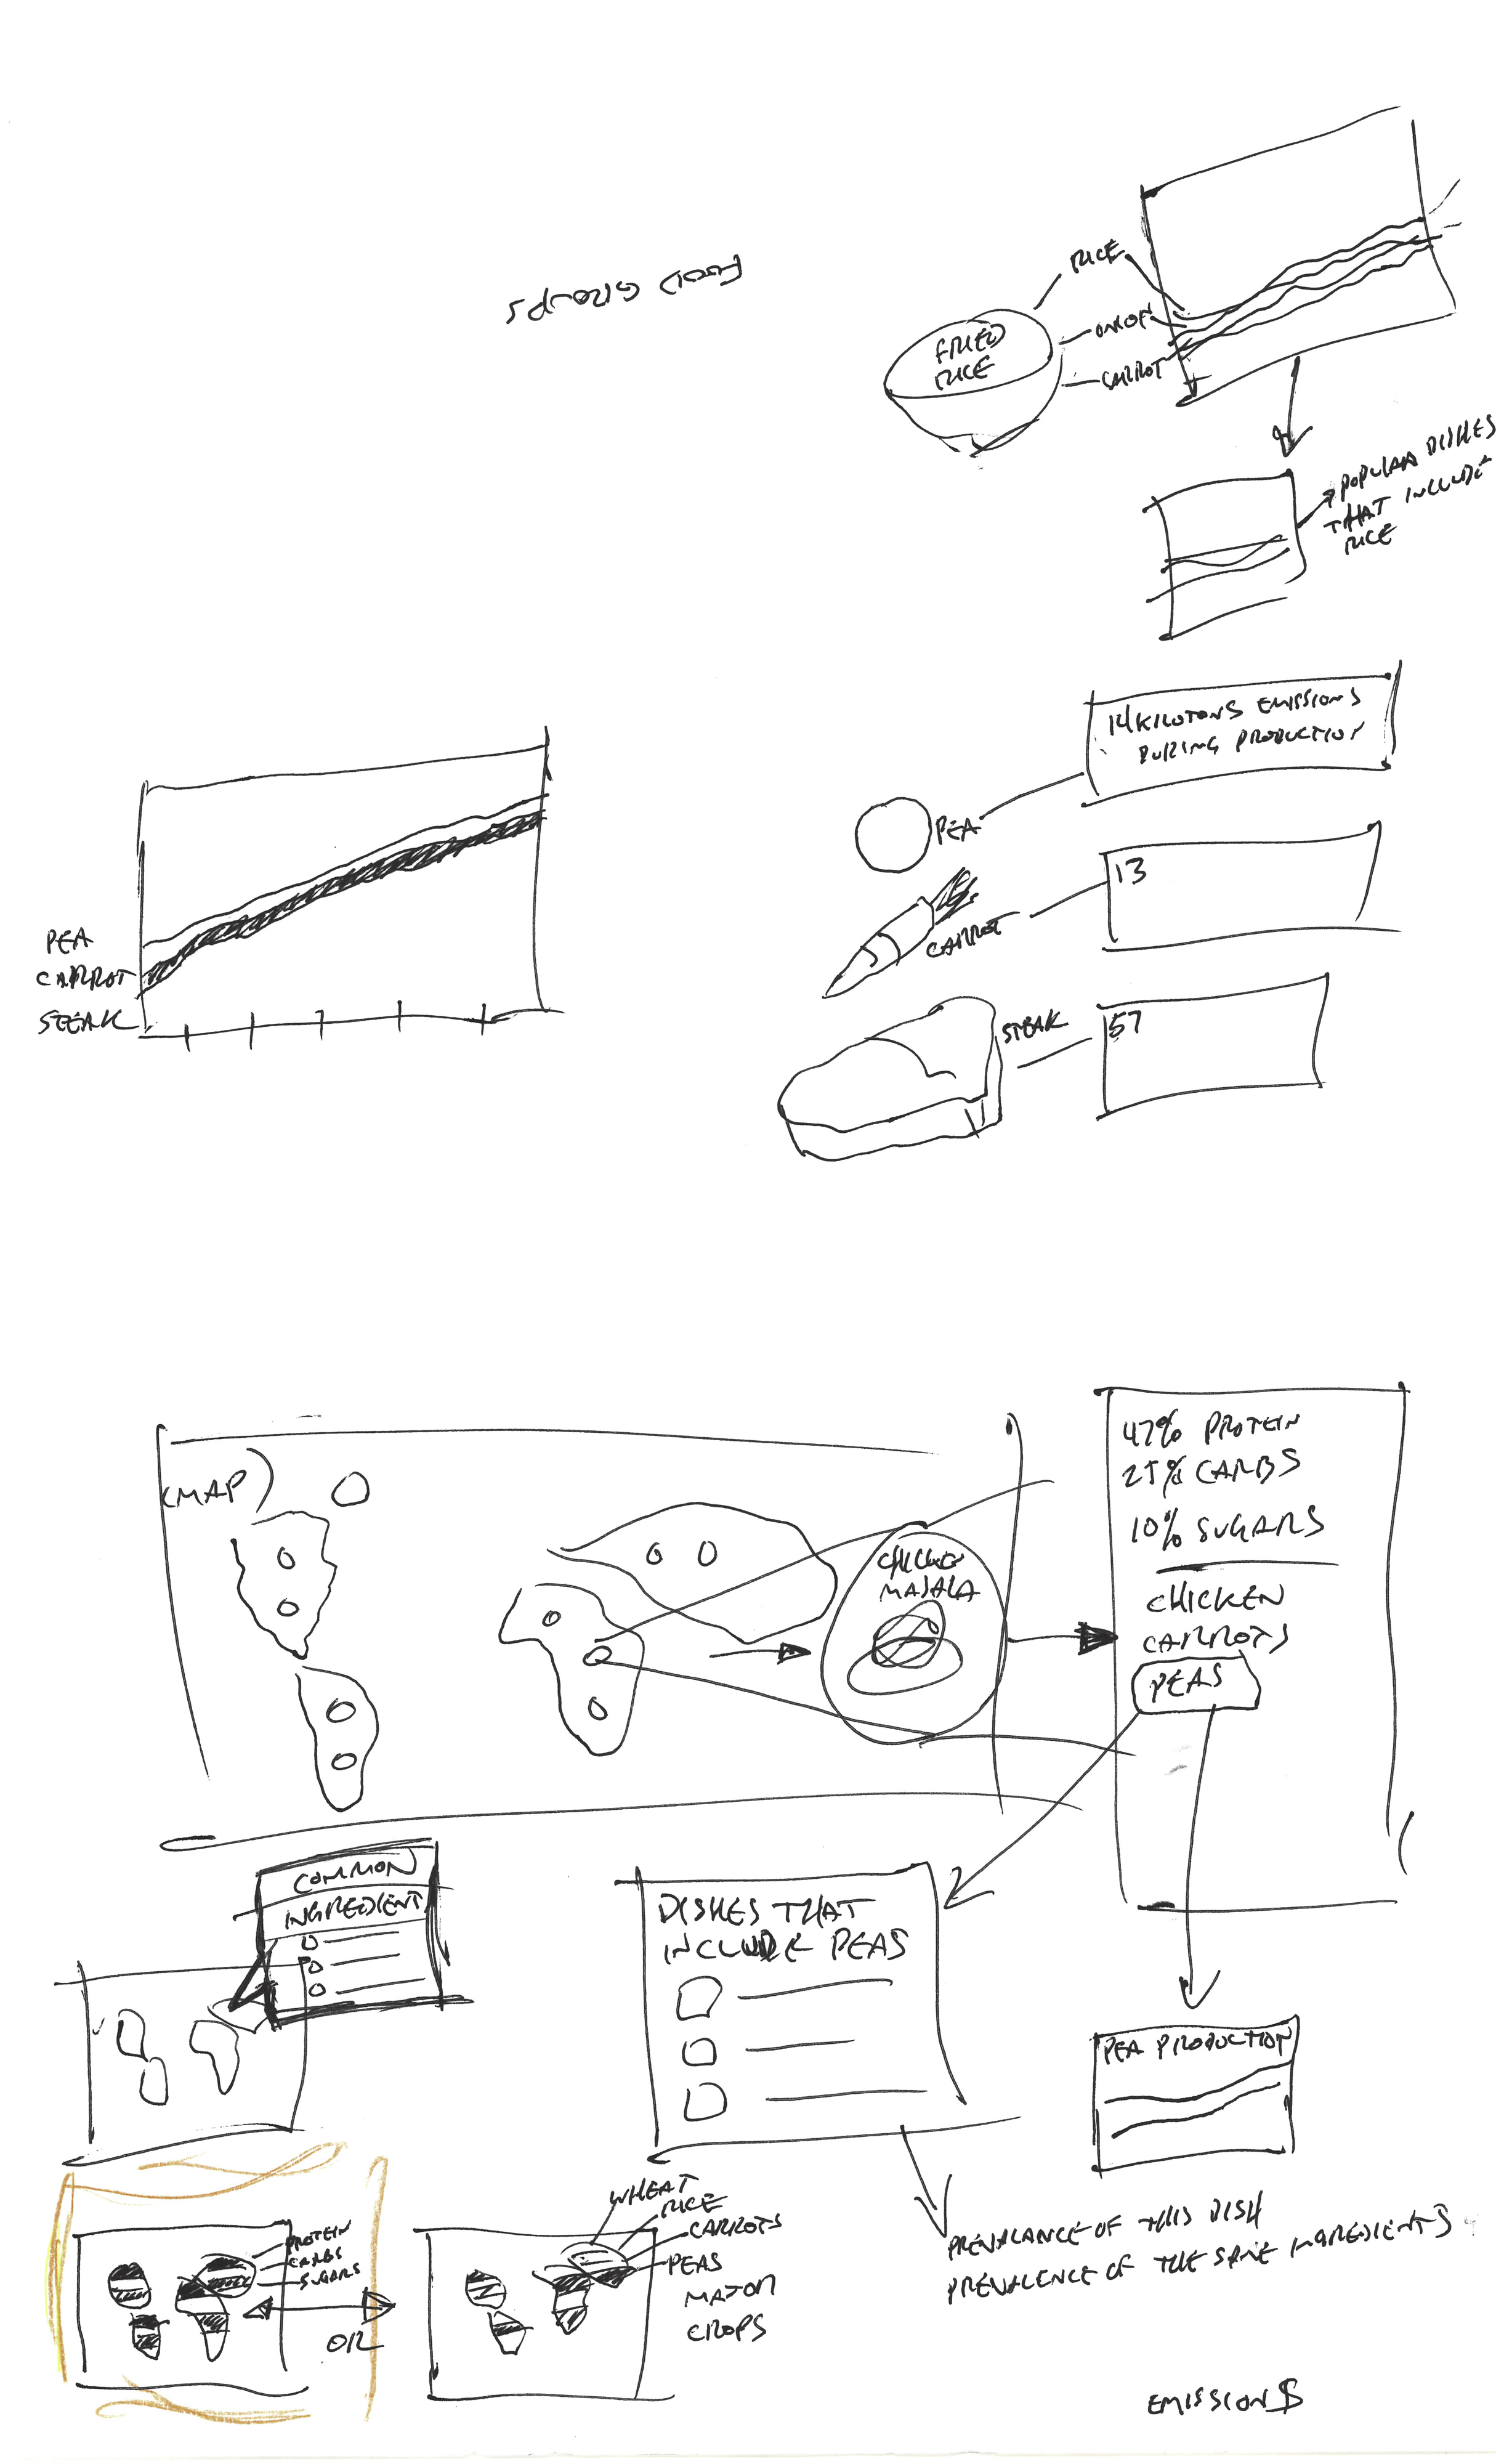 FOOD GROUPS
RICE
ONION
CARROT
FRIED
RICE
POPULAR DISHES
THAT INCLUDE
RICE
14 KILOTONS EMISSIONS
DURING PRODUCTION
PEA
13
CARROT
STEAK
57
PEA
CARROT
STEAK
(MAP)
CHICKEN
MASALA
47% PROTEIN
25% CARBS
10% SUGARS
CHICKEN
CARROTS
PEAS
COMMON
INGREDIENT
DISHES THAT
INCLUDE PEAS
PEA PRODUCTION
PROTEIN
CARBS
SUGARS
OR
WHEAT
RICE
CARROTS
PEAS
MAJOR
CROPS
PREVALANCE OF THIS DISH
PREVALENCE OF THE SAME INGREDIENTS
EMISSIONS